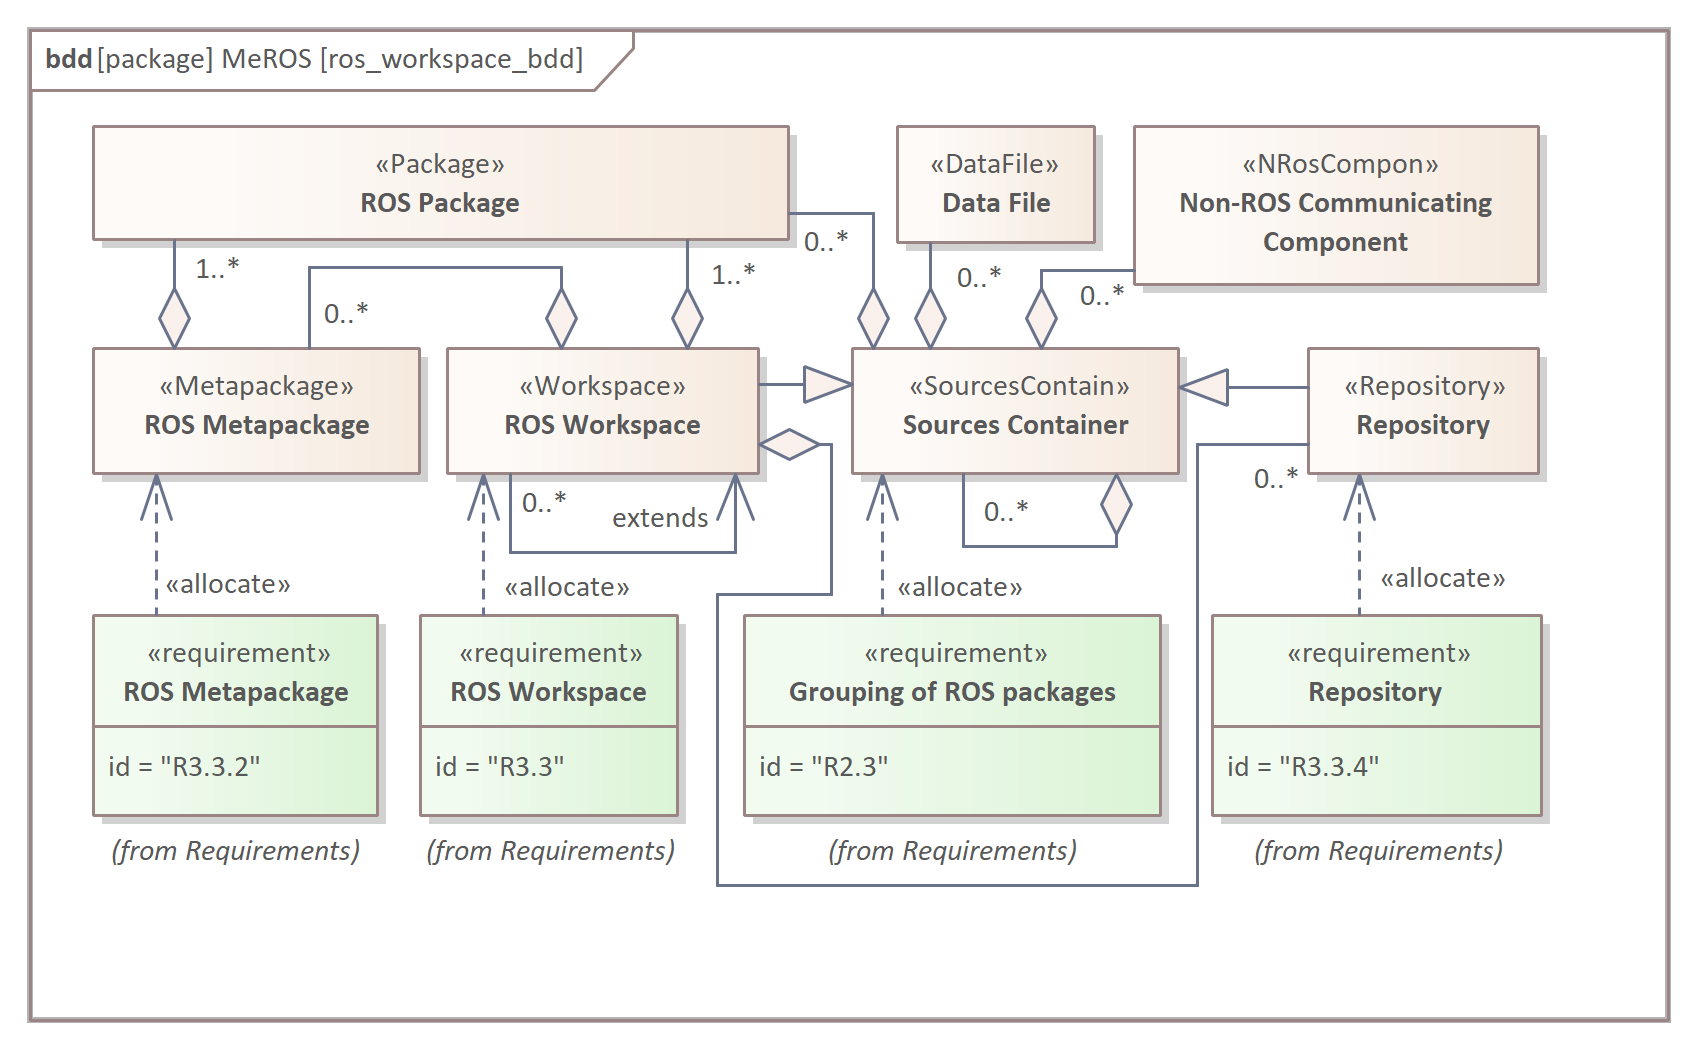 bdd [package] MeROS [ros_workspace_bdd]
«Package»
ROS Package
«DataFile»
Data File
«NRosCompon»
Non-ROS Communicating
Component
1..*
0..*
1..*
0..*
0..*
0..*
«Metapackage»
ROS Metapackage
«Workspace»
ROS Workspace
«SourcesContain»
Sources Container
«Repository»
Repository
0..*
extends
0..*
0..*
«allocate»
«allocate»
«allocate»
«allocate»
«requirement»
ROS Metapackage
id = "R3.3.2"
(from Requirements)
«requirement»
ROS Workspace
id = "R3.3"
(from Requirements)
«requirement»
Grouping of ROS packages
id = "R2.3"
(from Requirements)
«requirement»
Repository
id = "R3.3.4"
(from Requirements)